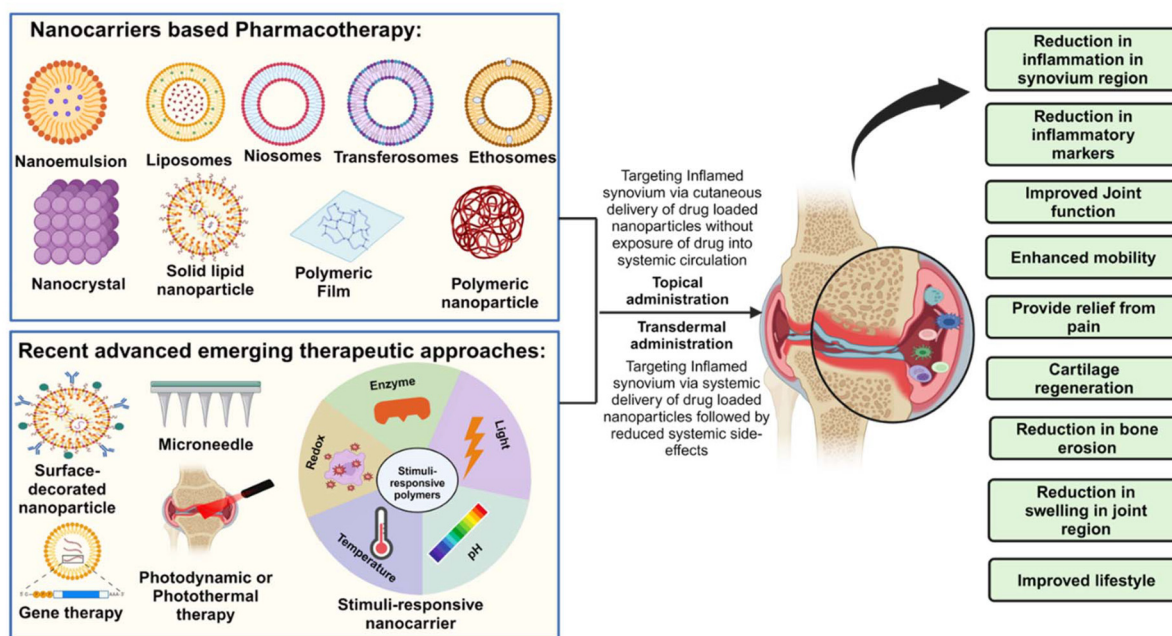 Nanocarriers based Pharmacotherapy:
Nanoemulsion
Liposomes
Niosomes
Transferosomes
Ethosomes
Nanocrystal
Solid lipid
nanoparticle
Polymeric
Film
Polymeric
nanoparticle
Recent advanced emerging therapeutic approaches:
Surface-
decorated
nanoparticle
Microneedle
Gene therapy
Photodynamic or
Photothermal
therapy
Enzyme
Light
Redox
Stimuli-
responsive
polymers
Temperature
pH
Stimuli-responsive
nanocarrier
Targeting Inflamed
synovium via cutaneous
delivery of drug loaded
nanoparticles without
exposure of drug into
systemic circulation
Topical
administration
Transdermal
administration
Targeting Inflamed
synovium via systemic
delivery of drug loaded
nanoparticles followed by
reduced systemic side-
effects
Reduction in
inflammation in
synovium region
Reduction in
inflammatory
markers
Improved Joint
function
Enhanced mobility
Provide relief from
pain
Cartilage
regeneration
Reduction in bone
erosion
Reduction in
swelling in joint
region
Improved lifestyle